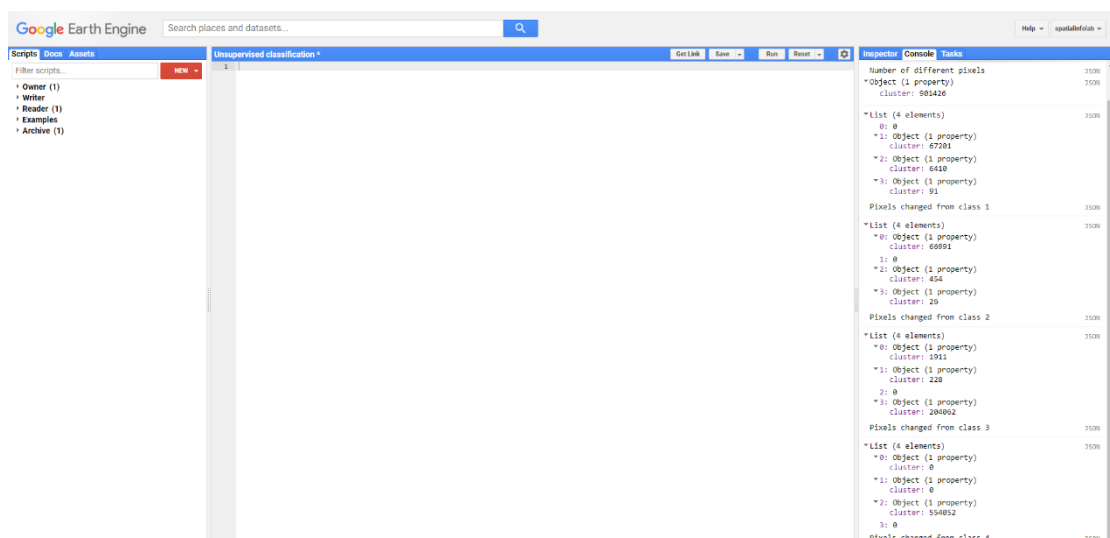 Google Earth Engine
Search places and datasets...
Help
spatialinfolab
Scripts Docs Assets
Filter scripts...
NEW
Owner (1)
Writer
Reader (1)
Examples
Archive (1)
Unsupervised classification *
Get Link Save Run Reset
1
Inspector Console Tasks
Number of different pixels JSON
Object (1 property) JSON
cluster: 901426
List (4 elements) JSON
0: 0
1: Object (1 property)
cluster: 67201
2: Object (1 property)
cluster: 6410
3: Object (1 property)
cluster: 91
Pixels changed from class 1 JSON
List (4 elements) JSON
0: Object (1 property)
cluster: 66991
1: 0
2: Object (1 property)
cluster: 454
3: Object (1 property)
cluster: 26
Pixels changed from class 2 JSON
List (4 elements) JSON
0: Object (1 property)
cluster: 1911
1: Object (1 property)
cluster: 228
2: 0
3: Object (1 property)
cluster: 204062
Pixels changed from class 3 JSON
List (4 elements) JSON
0: Object (1 property)
cluster: 0
1: Object (1 property)
cluster: 0
2: Object (1 property)
cluster: 554052
3: 0
Pixels changed from class 4 JSON